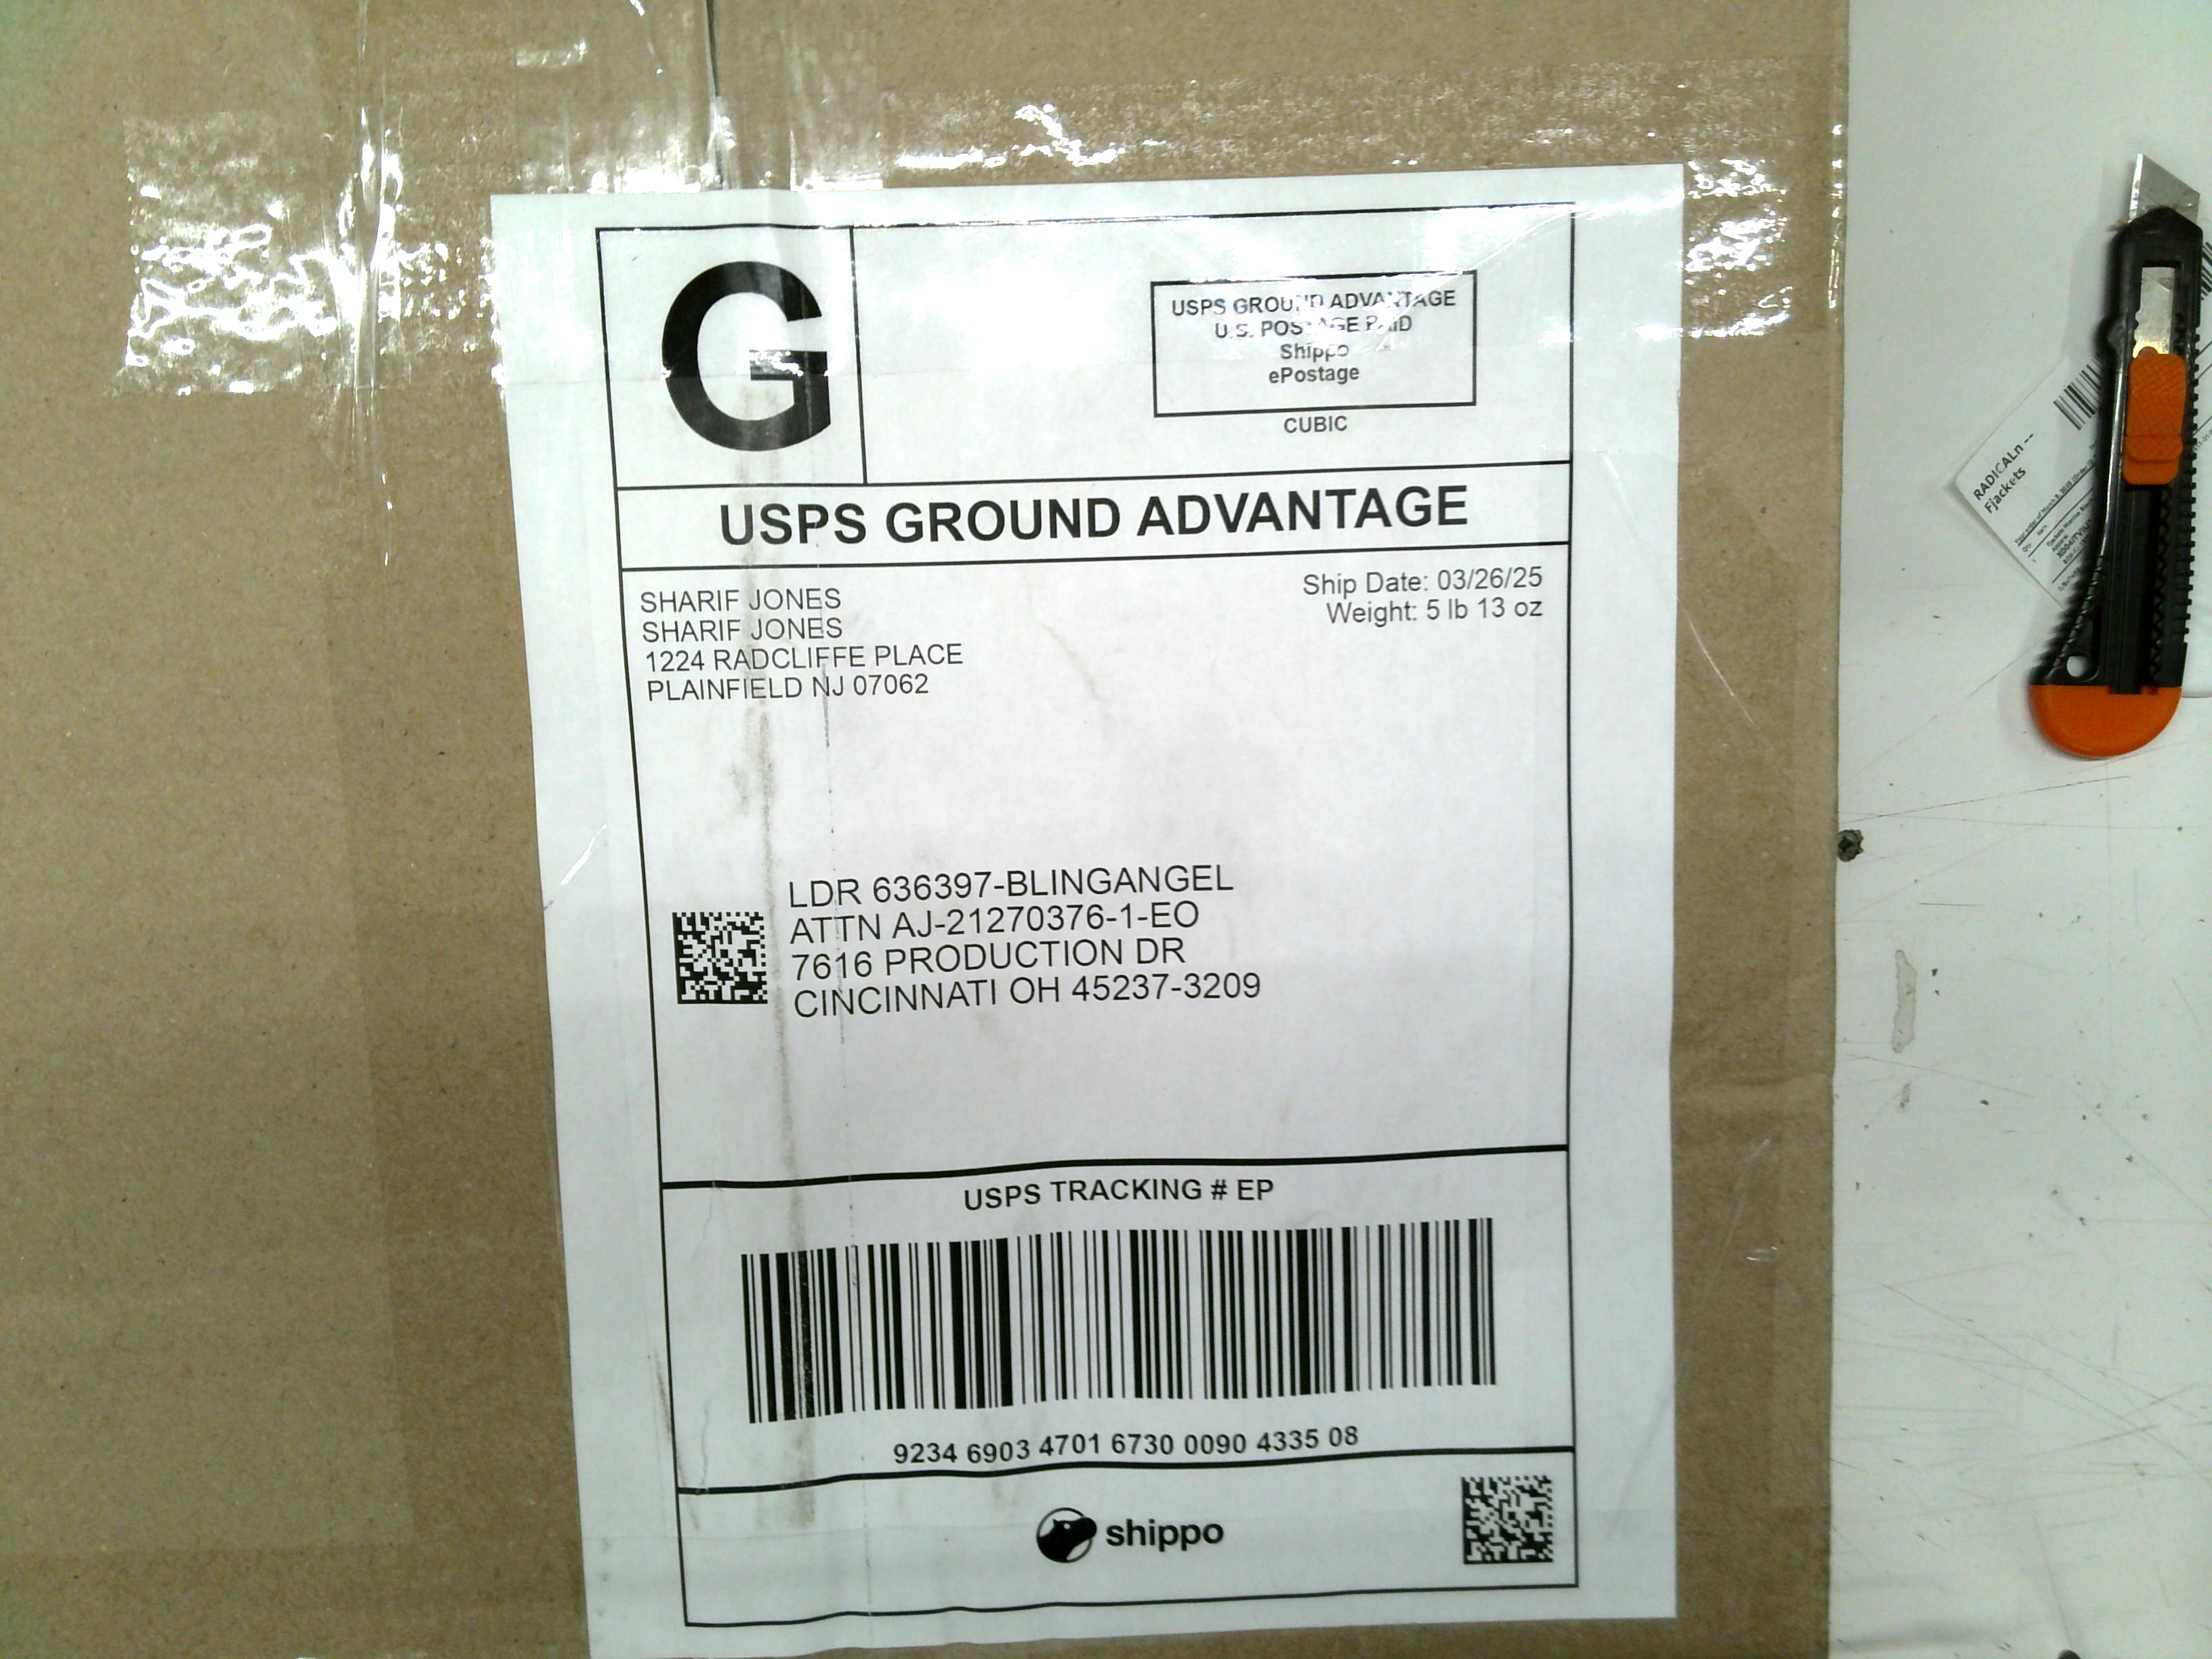 G
USPS GROUND ADVANTAGE
U.S. POSTAGE PAID
Shippo
ePostage
CUBIC
USPS GROUND ADVANTAGE
SHARIF JONES
SHARIF JONES
1224 RADCLIFFE PLACE
PLAINFIELD NJ 07062
Ship Date: 03/26/25
Weight: 5 lb 13 oz
LDR 636397-BLINGANGEL
ATTN AJ-21270376-1-EO
7616 PRODUCTION DR
CINCINNATI OH 45237-3209
USPS TRACKING # EP
9234 6903 4701 6730 0090 4335 08
shippo
RADICALn --
Fjackets